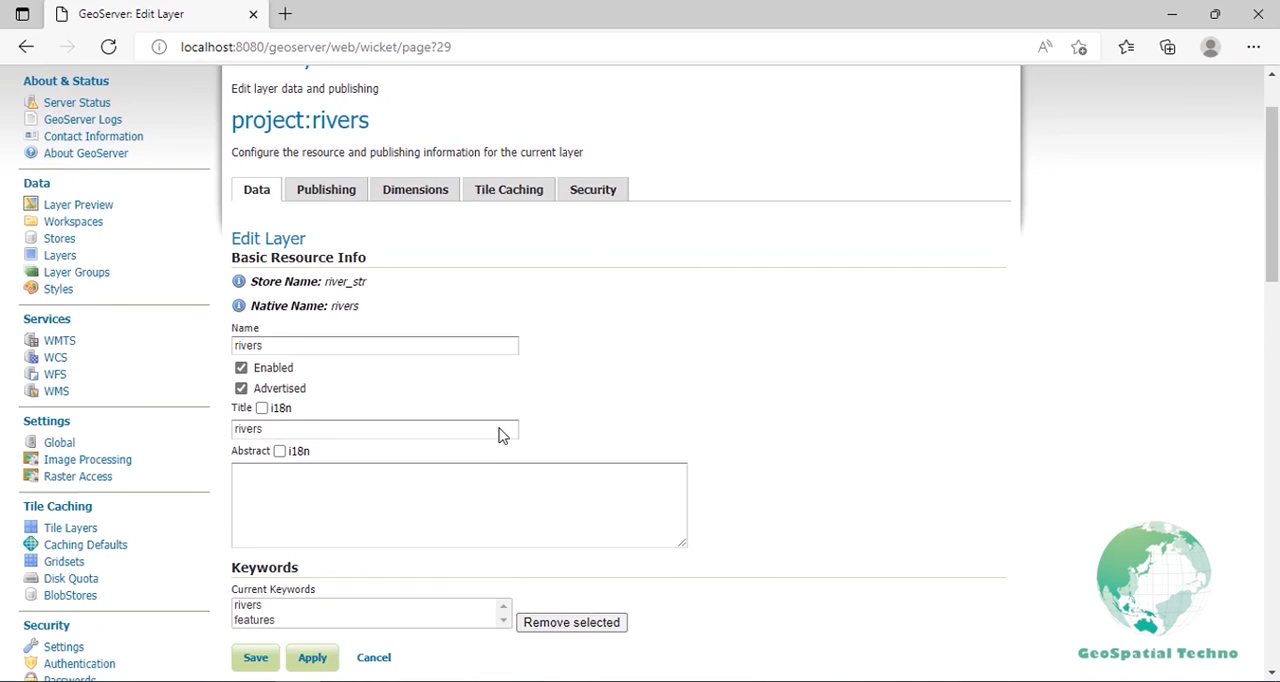 GeoServer: Edit Layer
localhost:8080/geoserver/web/wicket/page?29
About & Status
Server Status
GeoServer Logs
Contact Information
About GeoServer
Data
Layer Preview
Workspaces
Stores
Layers
Layer Groups
Styles
Services
WMTS
WCS
WFS
WMS
Settings
Global
Image Processing
Raster Access
Tile Caching
Tile Layers
Caching Defaults
Gridsets
Disk Quota
BlobStores
Security
Settings
Authentication
Passwords
Edit layer data and publishing
project:rivers
Configure the resource and publishing information for the current layer
Data Publishing Dimensions Tile Caching Security
Edit Layer
Basic Resource Info
Store Name: river_str
Native Name: rivers
Name
rivers
Enabled
Advertised
Title i18n
rivers
Abstract i18n
Keywords
Current Keywords
rivers
features
Remove selected
Save Apply Cancel
GeoSpatial Techno